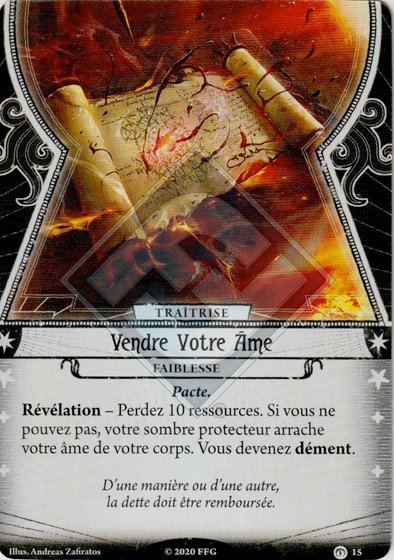 TRAÎTRISE
Vendre Votre Âme
FAIBLESSE
Pacte.
Révélation – Perdez 10 ressources. Si vous ne
pouvez pas, votre sombre protecteur arrache
votre âme de votre corps. Vous devenez dément.
D'une manière ou d'une autre,
la dette doit être remboursée.
Illus. Andreas Zafiratos © 2020 FFG 15